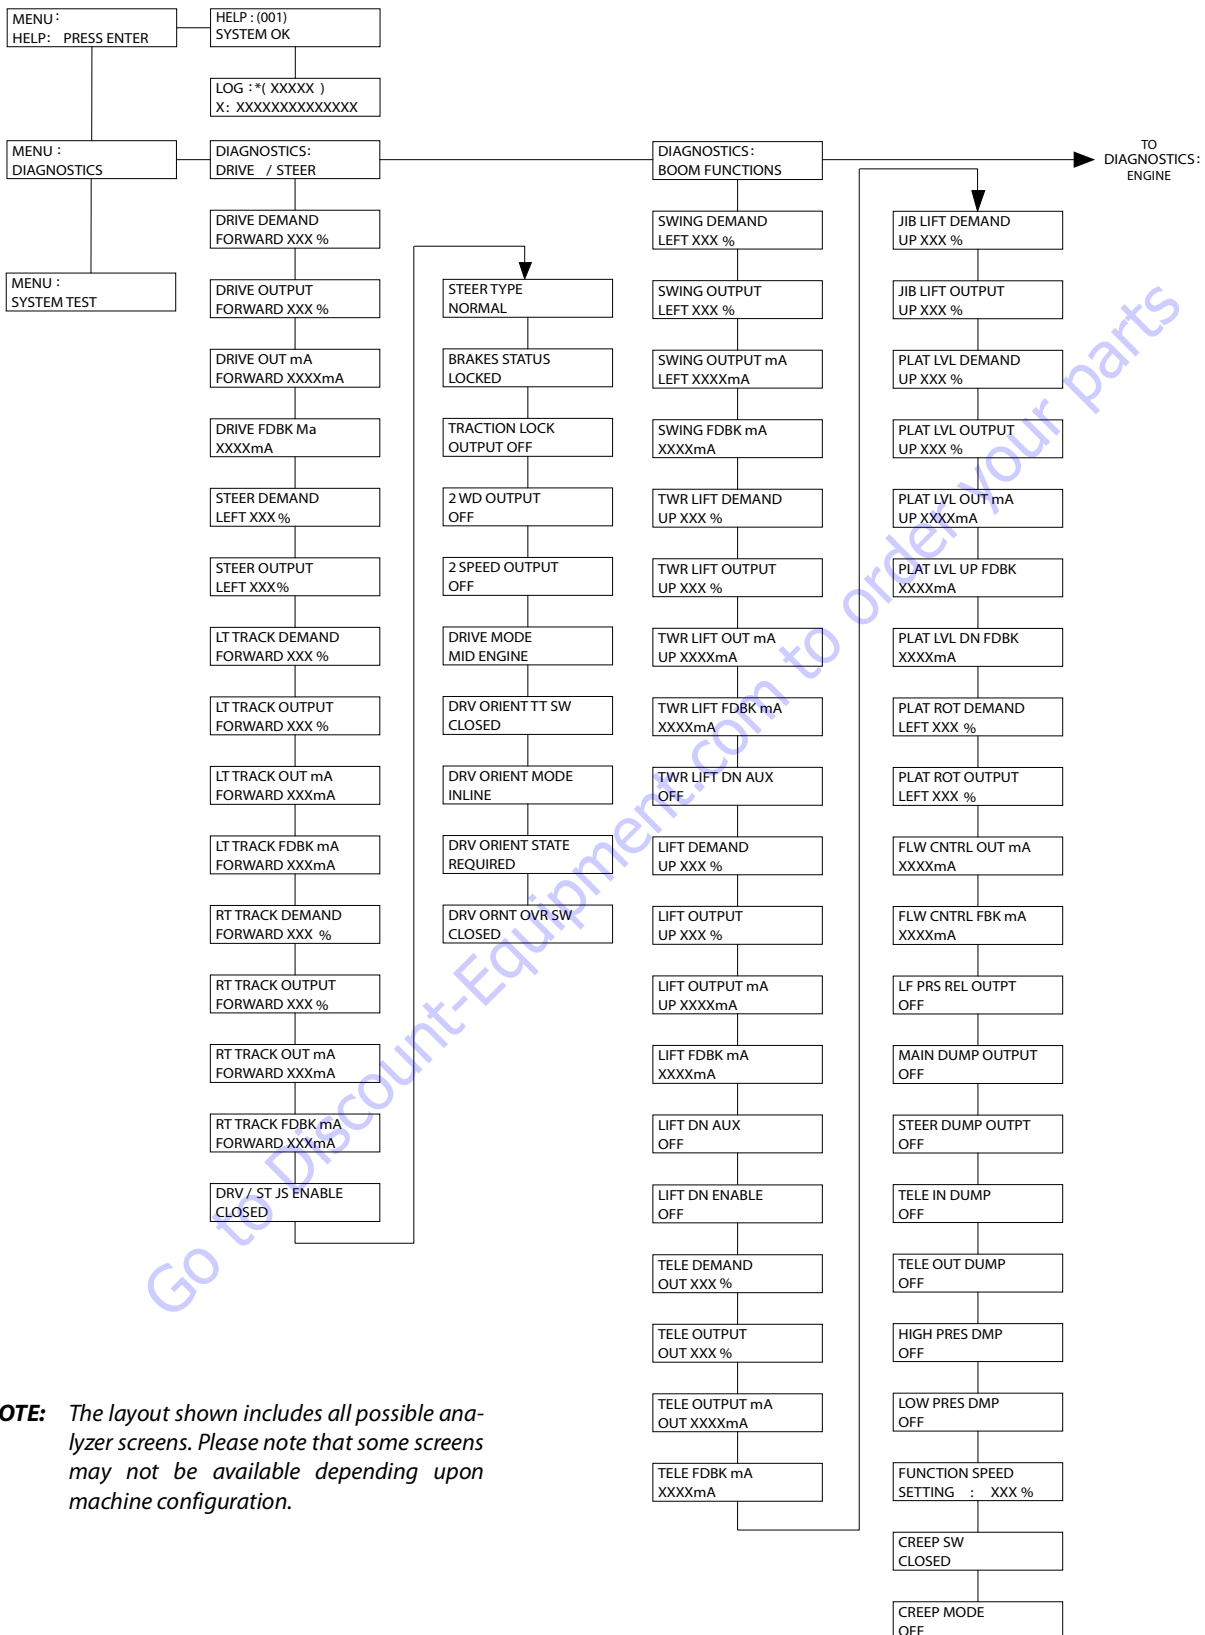 MENU :
HELP: PRESS ENTER
HELP : (001)
SYSTEM OK
LOG : *( XXXXX )
X: XXXXXXXXXXXXXX
MENU :
DIAGNOSTICS
MENU :
SYSTEM TEST
DIAGNOSTICS:
DRIVE / STEER
DRIVE DEMAND
FORWARD XXX %
DRIVE OUTPUT
FORWARD XXX %
DRIVE OUT mA
FORWARD XXXXmA
DRIVE FDBK Ma
XXXXmA
STEER DEMAND
LEFT XXX %
STEER OUTPUT
LEFT XXX%
LT TRACK DEMAND
FORWARD XXX %
LT TRACK OUTPUT
FORWARD XXX %
LT TRACK OUT mA
FORWARD XXXmA
LT TRACK FDBK mA
FORWARD XXXmA
RT TRACK DEMAND
FORWARD XXX %
RT TRACK OUTPUT
FORWARD XXX %
RT TRACK OUT mA
FORWARD XXXmA
RT TRACK FDBK mA
FORWARD XXXmA
DRV / ST JS ENABLE
CLOSED
STEER TYPE
NORMAL
BRAKES STATUS
LOCKED
TRACTION LOCK
OUTPUT OFF
2 WD OUTPUT
OFF
2 SPEED OUTPUT
OFF
DRIVE MODE
MID ENGINE
DRV ORIENT TT SW
CLOSED
DRV ORIENT MODE
INLINE
DRV ORIENT STATE
REQUIRED
DRV ORNT OVR SW
CLOSED
DIAGNOSTICS:
BOOM FUNCTIONS
SWING DEMAND
LEFT XXX %
SWING OUTPUT
LEFT XXX %
SWING OUTPUT mA
LEFT XXXXmA
SWING FDBK mA
XXXXmA
TWR LIFT DEMAND
UP XXX %
TWR LIFT OUTPUT
UP XXX %
TWR LIFT OUT mA
UP XXXXmA
TWR LIFT FDBK mA
XXXXmA
TWR LIFT DN AUX
OFF
LIFT DEMAND
UP XXX %
LIFT OUTPUT
UP XXX %
LIFT OUTPUT mA
UP XXXXmA
LIFT FDBK mA
XXXXmA
LIFT DN AUX
OFF
LIFT DN ENABLE
OFF
TELE DEMAND
OUT XXX %
TELE OUTPUT
OUT XXX %
TELE OUTPUT mA
OUT XXXXmA
TELE FDBK mA
XXXXmA
TO
DIAGNOSTICS:
ENGINE
JIB LIFT DEMAND
UP XXX %
JIB LIFT OUTPUT
UP XXX %
PLAT LVL DEMAND
UP XXX %
PLAT LVL OUTPUT
UP XXX %
PLAT LVL OUT mA
UP XXXXmA
PLAT LVL UP FDBK
XXXXmA
PLAT LVL DN FDBK
XXXXmA
PLAT ROT DEMAND
LEFT XXX %
PLAT ROT OUTPUT
LEFT XXX %
FLW CNTRL OUT mA
XXXXmA
FLW CNTRL FBK mA
XXXXmA
LF PRS REL OUTPT
OFF
MAIN DUMP OUTPUT
OFF
STEER DUMP OUTPT
OFF
TELE IN DUMP
OFF
TELE OUT DUMP
OFF
HIGH PRES DMP
OFF
LOW PRES DMP
OFF
FUNCTION SPEED
SETTING : XXX %
CREEP SW
CLOSED
CREEP MODE
OFF
OTE: The layout shown includes all possible ana-
lyzer screens. Please note that some screens
may not be available depending upon
machine configuration.
Go to Discount-Equipment.com to order your parts